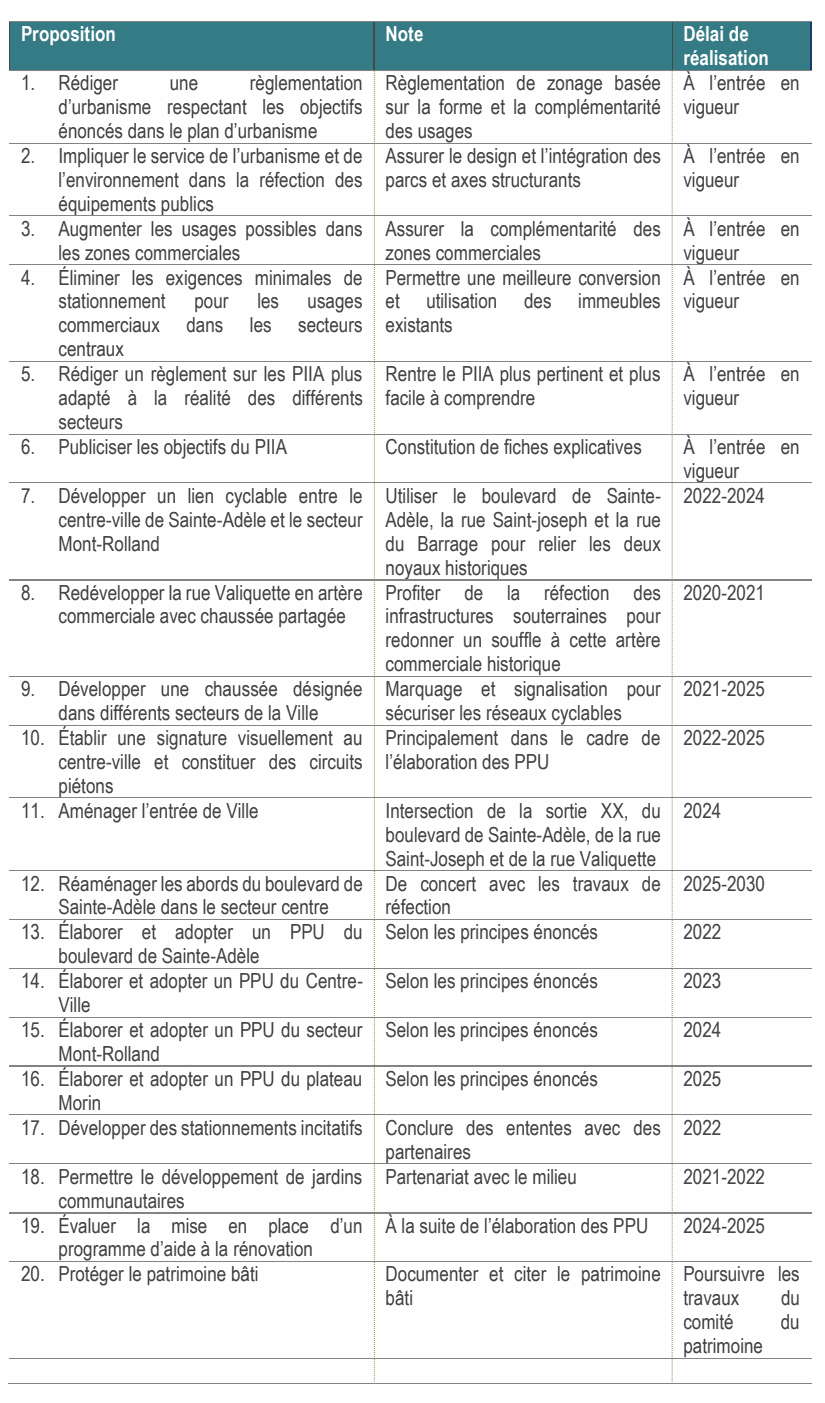 Proposition Note Délai de
réalisation
1. Rédiger une règlementation Règlementation de zonage basée À l’entrée en
d’urbanisme respectant les objectifs sur la forme et la complémentarité vigueur
énoncés dans le plan d’urbanisme des usages
2. Impliquer le service de l’urbanisme et de Assurer le design et l’intégration des À l’entrée en
l’environnement dans la réfection des parcs et axes structurants vigueur
équipements publics
3. Augmenter les usages possibles dans Assurer la complémentarité des À l’entrée en
les zones commerciales zones commerciales vigueur
4. Éliminer les exigences minimales de Permettre une meilleure conversion À l’entrée en
stationnement pour les usages et utilisation des immeubles vigueur
commerciaux dans les secteurs existants
centraux
5. Rédiger un règlement sur les PIIA plus Rentre le PIIA plus pertinent et plus À l’entrée en
adapté à la réalité des différents facile à comprendre vigueur
secteurs
6. Publiciser les objectifs du PIIA Constitution de fiches explicatives À l’entrée en
vigueur
7. Développer un lien cyclable entre le Utiliser le boulevard de Sainte- 2022-2024
centre-ville de Sainte-Adèle et le secteur Adèle, la rue Saint-joseph et la rue
Mont-Rolland du Barrage pour relier les deux
noyaux historiques
8. Redévelopper la rue Valiquette en artère Profiter de la réfection des 2020-2021
commerciale avec chaussée partagée infrastructures souterraines pour
redonner un souffle à cette artère
commerciale historique
9. Développer une chaussée désignée Marquage et signalisation pour 2021-2025
dans différents secteurs de la Ville sécuriser les réseaux cyclables
10. Établir une signature visuellement au Principalement dans le cadre de 2022-2025
centre-ville et constituer des circuits l’élaboration des PPU
piétons
11. Aménager l’entrée de Ville Intersection de la sortie XX, du 2024
boulevard de Sainte-Adèle, de la rue
Saint-Joseph et de la rue Valiquette
12. Réaménager les abords du boulevard de De concert avec les travaux de 2025-2030
Sainte-Adèle dans le secteur centre réfection
13. Élaborer et adopter un PPU du Selon les principes énoncés 2022
boulevard de Sainte-Adèle
14. Élaborer et adopter un PPU du Centre- Selon les principes énoncés 2023
Ville
15. Élaborer et adopter un PPU du secteur Selon les principes énoncés 2024
Mont-Rolland
16. Élaborer et adopter un PPU du plateau Selon les principes énoncés 2025
Morin
17. Développer des stationnements incitatifs Conclure des ententes avec des 2022
partenaires
18. Permettre le développement de jardins Partenariat avec le milieu 2021-2022
communautaires
19. Évaluer la mise en place d’un À la suite de l’élaboration des PPU 2024-2025
programme d’aide à la rénovation
20. Protéger le patrimoine bâti Documenter et citer le patrimoine Poursuivre les
bâti travaux du
comité du
patrimoine